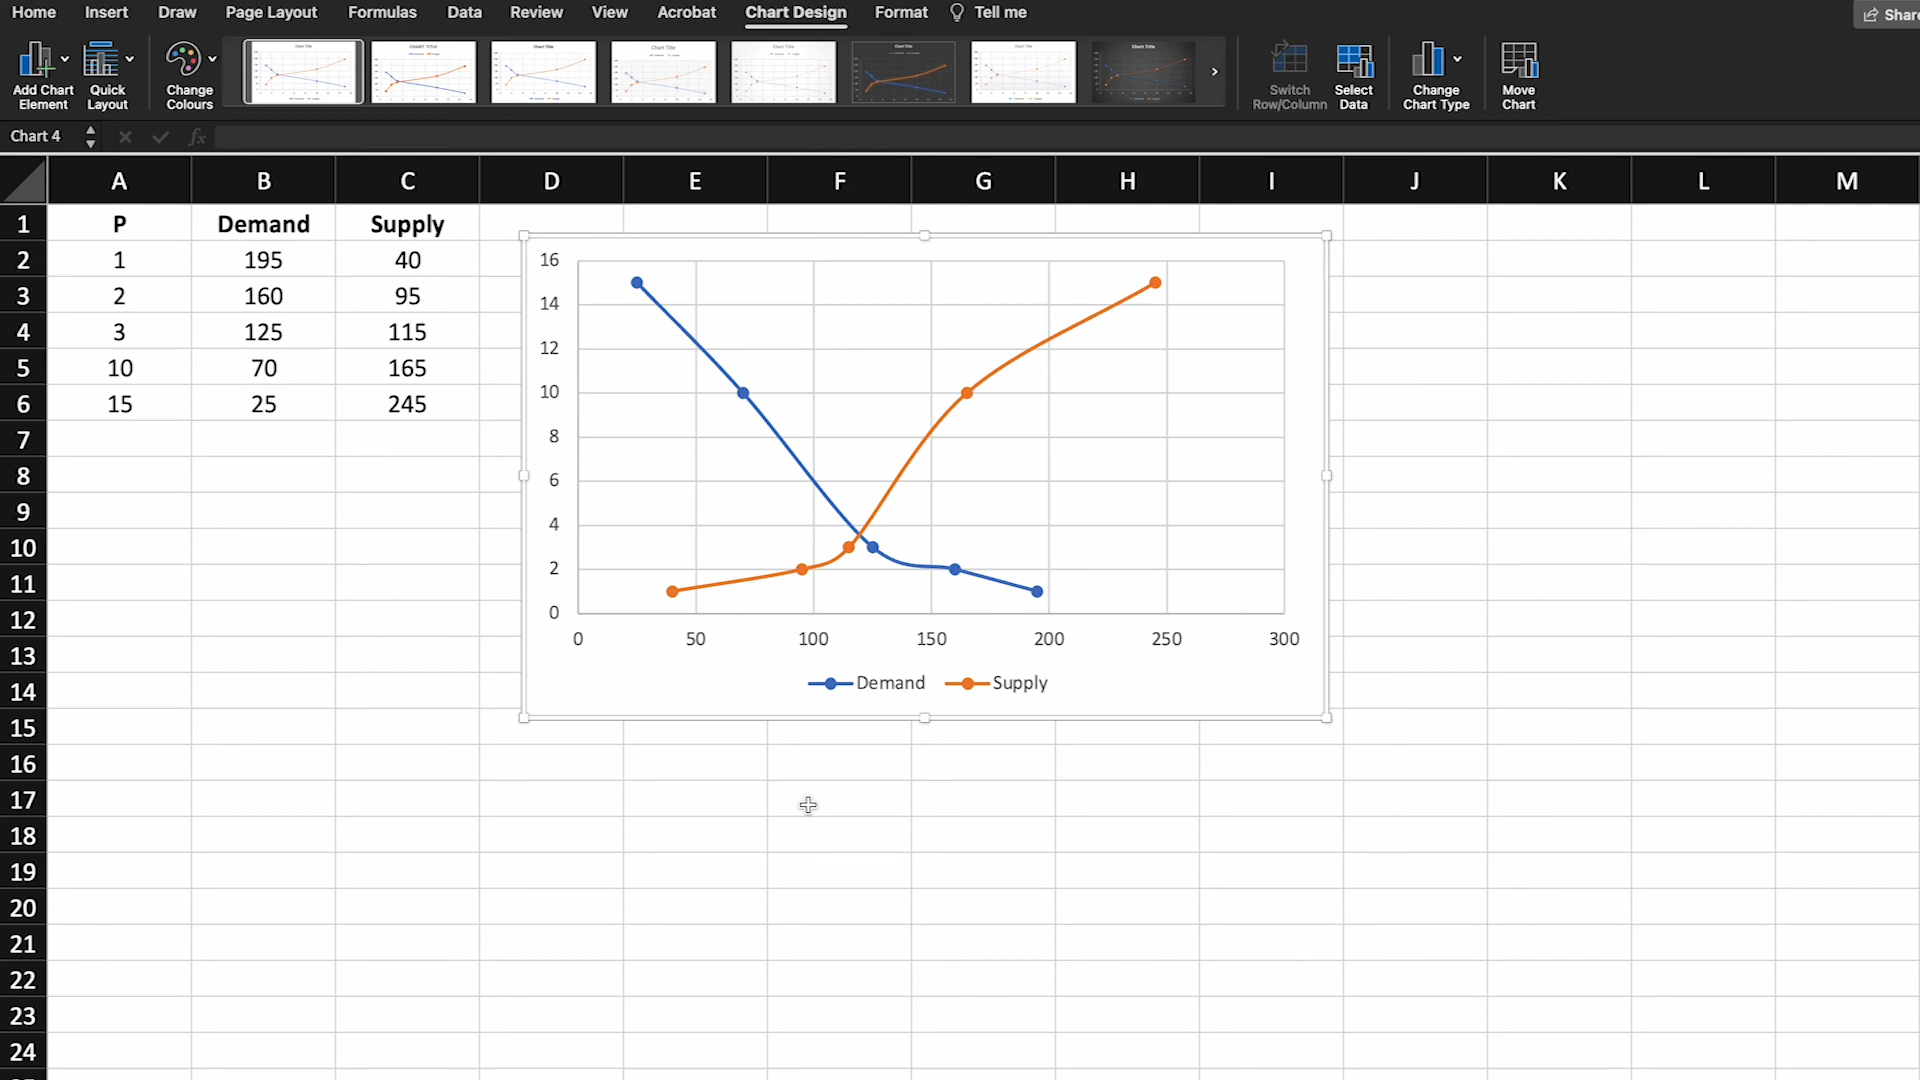 Home Insert Draw Page Layout Formulas Data Review View Acrobat Chart Design Format Tell me Share
Add Chart Element Quick Layout Change Colours Switch Row/Column Select Data Change Chart Type Move Chart
Chart 4 fx
A B C D E F G H I J K L M
1 P Demand Supply
2 1 195 40
3 2 160 95
4 3 125 115
5 10 70 165
6 15 25 245
7
8
9
10
11
12
13
14
15
16
17
18
19
20
21
22
23
24
16
14
12
10
8
6
4
2
0
0 50 100 150 200 250 300
Demand Supply